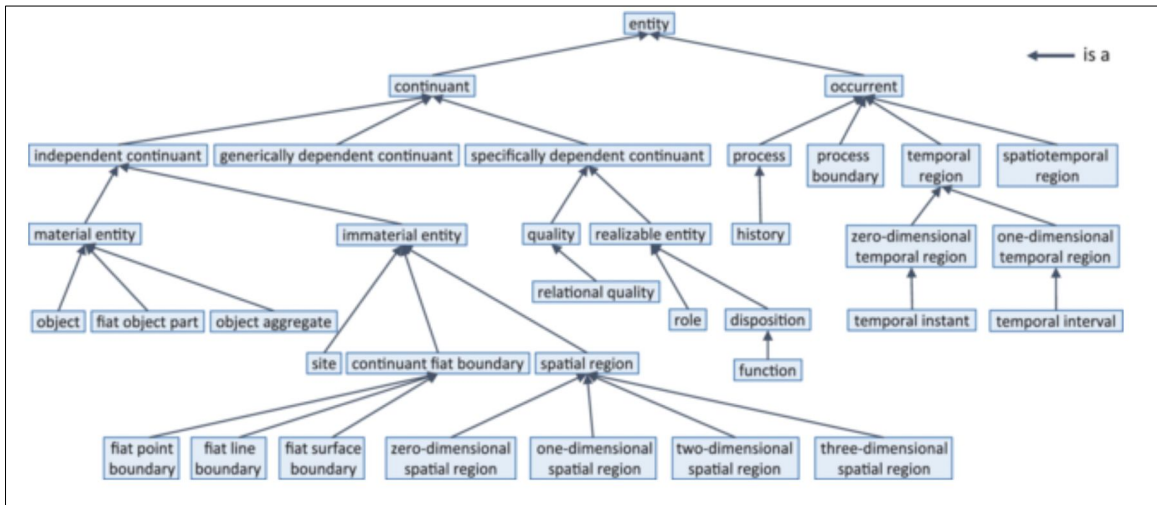 entity
is a
continuant
occurrent
independent continuant
generically dependent continuant
specifically dependent continuant
process
process
boundary
temporal
region
spatiotemporal
region
material entity
immaterial entity
quality
realizable entity
history
zero-dimensional
temporal region
one-dimensional
temporal region
relational quality
object
fiat object part
object aggregate
role
disposition
temporal instant
temporal interval
site
continuant fiat boundary
spatial region
function
fiat point
boundary
fiat line
boundary
fiat surface
boundary
zero-dimensional
spatial region
one-dimensional
spatial region
two-dimensional
spatial region
three-dimensional
spatial region